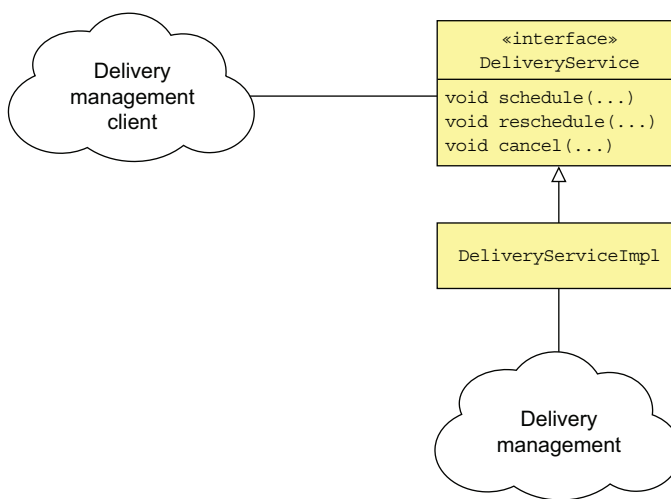 Delivery
management
client
«interface»
DeliveryService
void schedule(...)
void reschedule(...)
void cancel(...)
DeliveryServiceImpl
Delivery
management